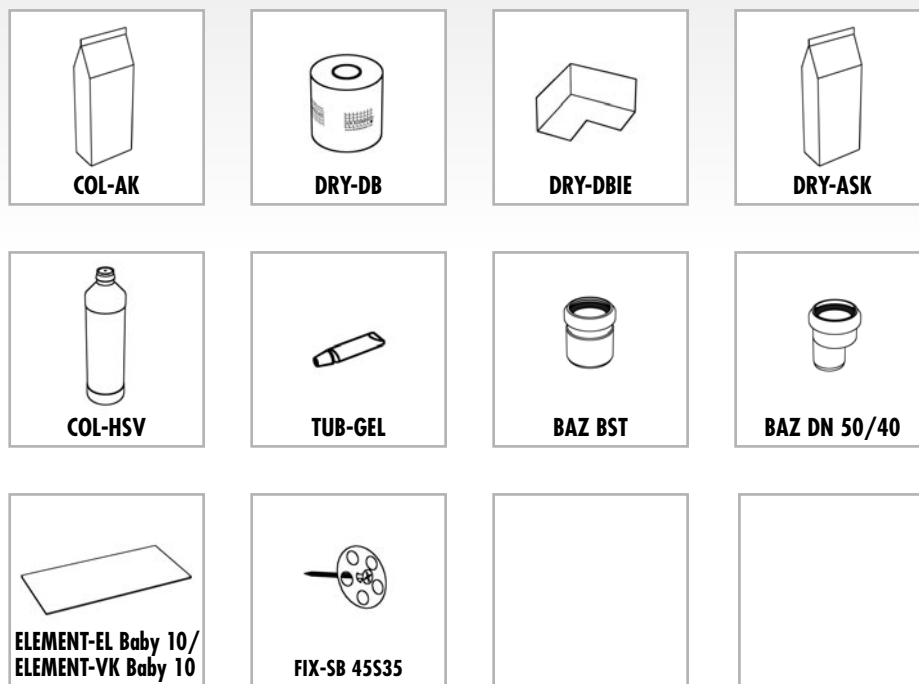 COL-AK
DRY-DB
DRY-DBIE
DRY-ASK
COL-HSV
TUB-GEL
BAZ BST
BAZ DN 50/40
ELEMENT-EL Baby 10/
ELEMENT-VK Baby 10
FIX-SB 45S35